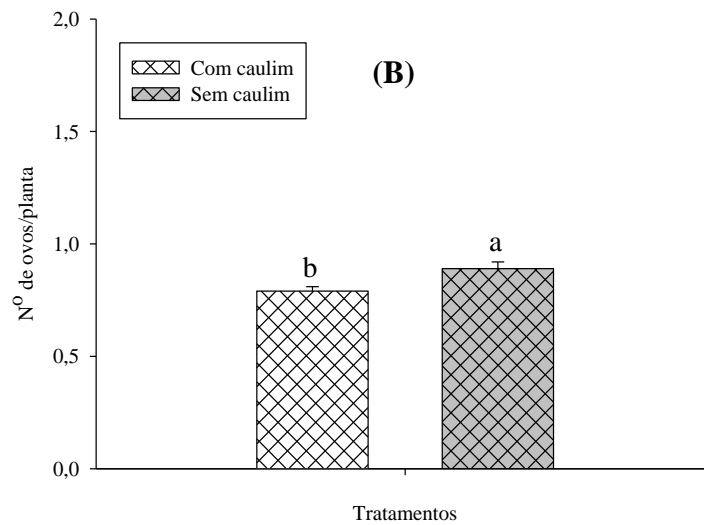 2,0
Com caulim
(B)
Sem caulim
1,5
Nº de ovos/planta
1,0
a
b
0,5
0,0
Tratamentos